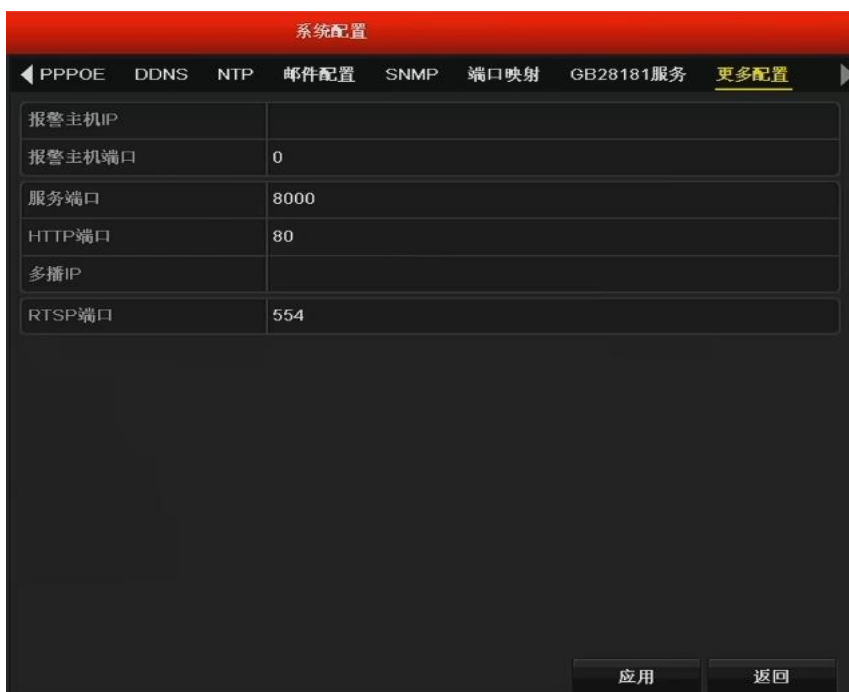 系统配置
PPPOE DDNS NTP 邮件配置 SNMP 端口映射 GB28181服务 更多配置
报警主机IP
报警主机端口 0
服务端口 8000
HTTP端口 80
多播IP
RTSP端口 554
应用 返回